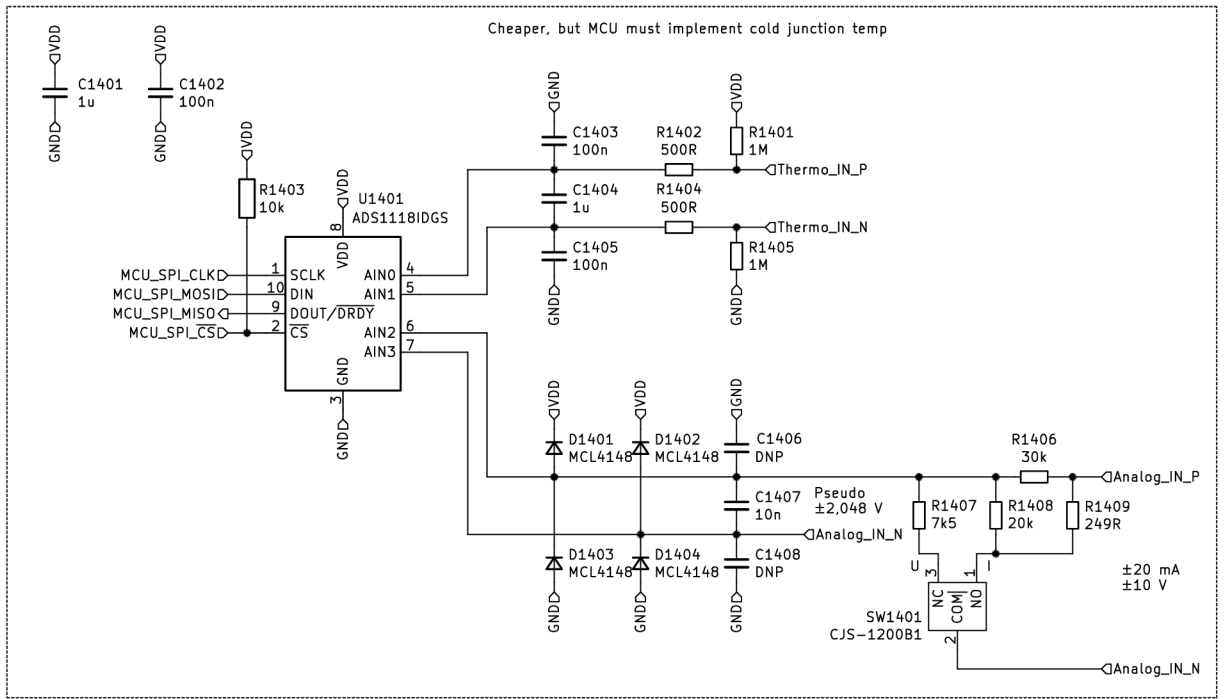 Cheaper, but MCU must implement cold junction temp
VDD
C1401
1u
GND
VDD
C1402
100n
GND
VDD
R1403
10k
VDD
U1401
ADS1118IDGS
8
VDD
MCU_SPI_CLK
1
SCLK
MCU_SPI_MOSI
10
DIN
MCU_SPI_MISO
9
DOUT/DRDY
MCU_SPI_CS
2
CS
AIN0
4
AIN1
5
AIN2
6
AIN3
7
GND
3
GND
GND
C1403
100n
C1404
1u
C1405
100n
GND
R1402
500R
R1404
500R
VDD
R1401
1M
Thermo_IN_P
Thermo_IN_N
R1405
1M
GND
VDD
D1401
MCL4148
VDD
D1402
MCL4148
GND
C1406
DNP
C1407
10n
Pseudo
±2,048 V
Analog_IN_N
D1403
MCL4148
GND
D1404
MCL4148
GND
C1408
DNP
GND
R1406
30k
Analog_IN_P
R1407
7k5
R1408
20k
R1409
249R
U
3
1
I
NC
COM
NO
SW1401
CJS-1200B1
2
±20 mA
±10 V
Analog_IN_N